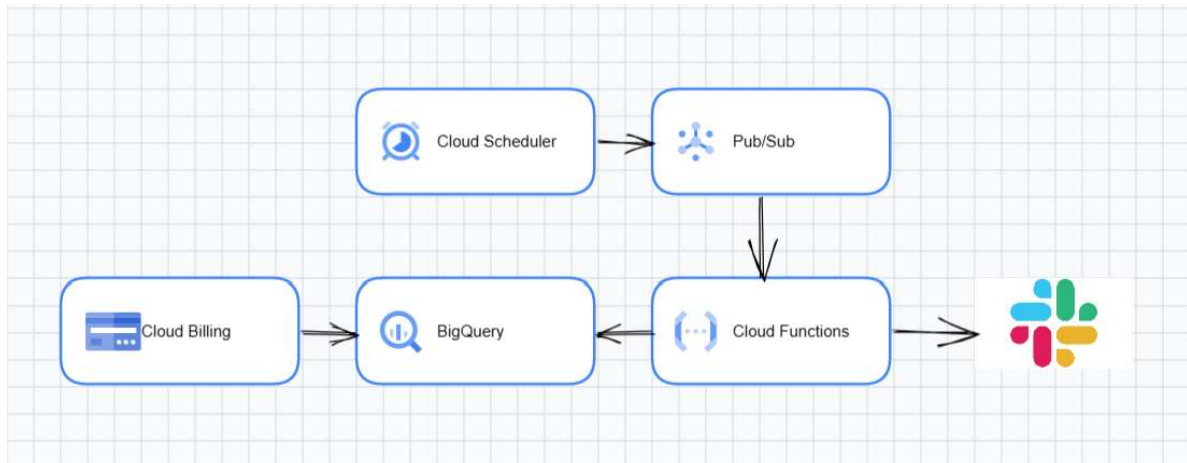 Cloud Scheduler
Pub/Sub
Cloud Billing
BigQuery
Cloud Functions